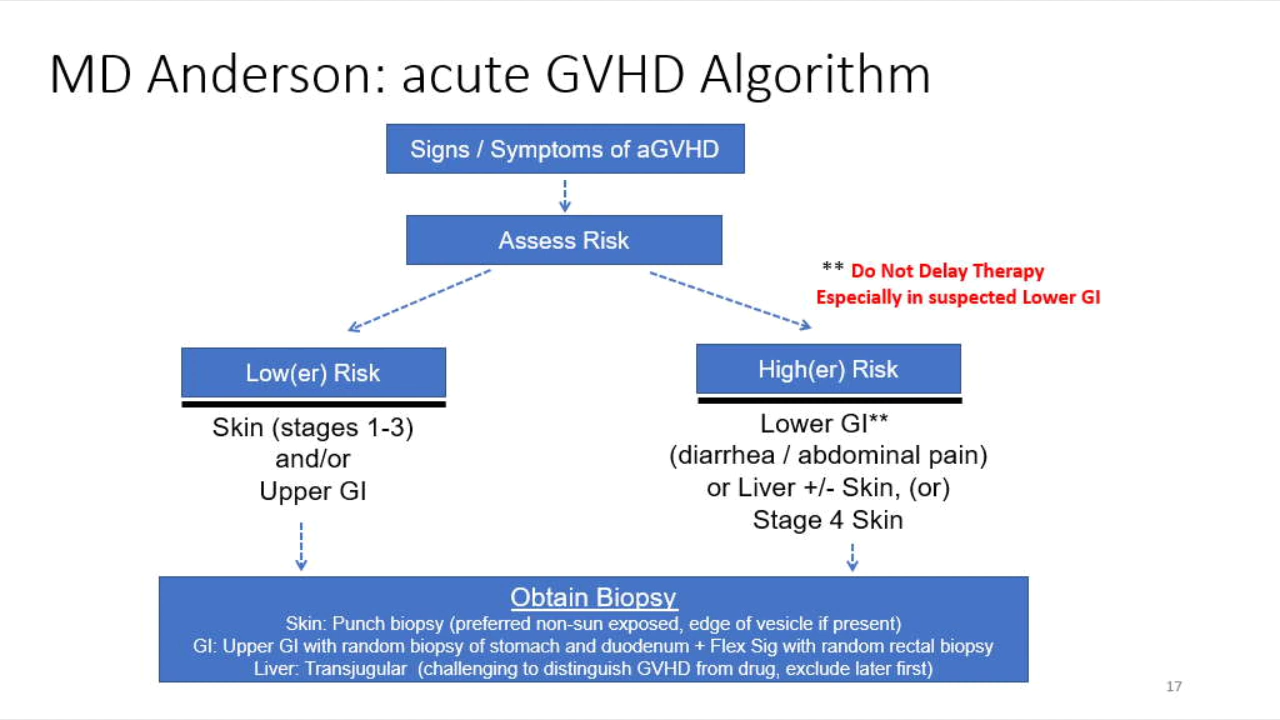 MD Anderson: acute GVHD Algorithm
Signs / Symptoms of aGVHD
Assess Risk
** Do Not Delay Therapy
Especially in suspected Lower GI
Low(er) Risk
Skin (stages 1-3)
and/or
Upper GI
High(er) Risk
Lower GI**
(diarrhea / abdominal pain)
or Liver +/- Skin, (or)
Stage 4 Skin
Obtain Biopsy
Skin: Punch biopsy (preferred non-sun exposed, edge of vesicle if present)
GI: Upper GI with random biopsy of stomach and duodenum + Flex Sig with random rectal biopsy
Liver: Transjugular (challenging to distinguish GVHD from drug, exclude later first)
17